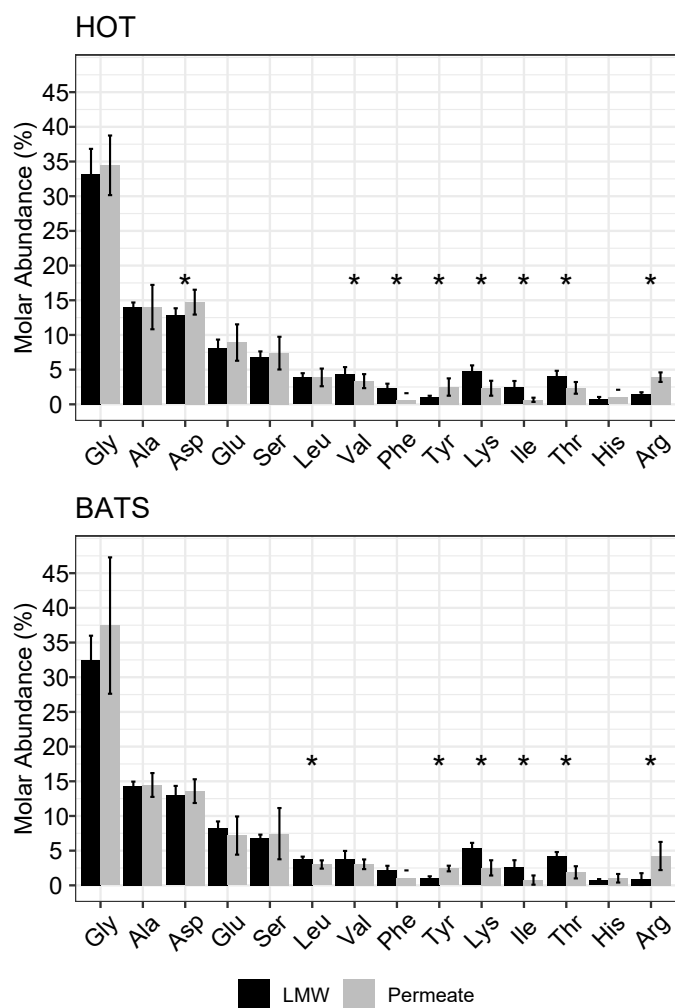 HOT
Molar Abundance (%)
45
40
35
30
25
20
15
10
5
0
* * * * * * * *
Gly Ala Asp Glu Ser Leu Val Phe Tyr Lys Ile Thr His Arg
BATS
Molar Abundance (%)
45
40
35
30
25
20
15
10
5
0
* * * * * *
Gly Ala Asp Glu Ser Leu Val Phe Tyr Lys Ile Thr His Arg
LMW Permeate